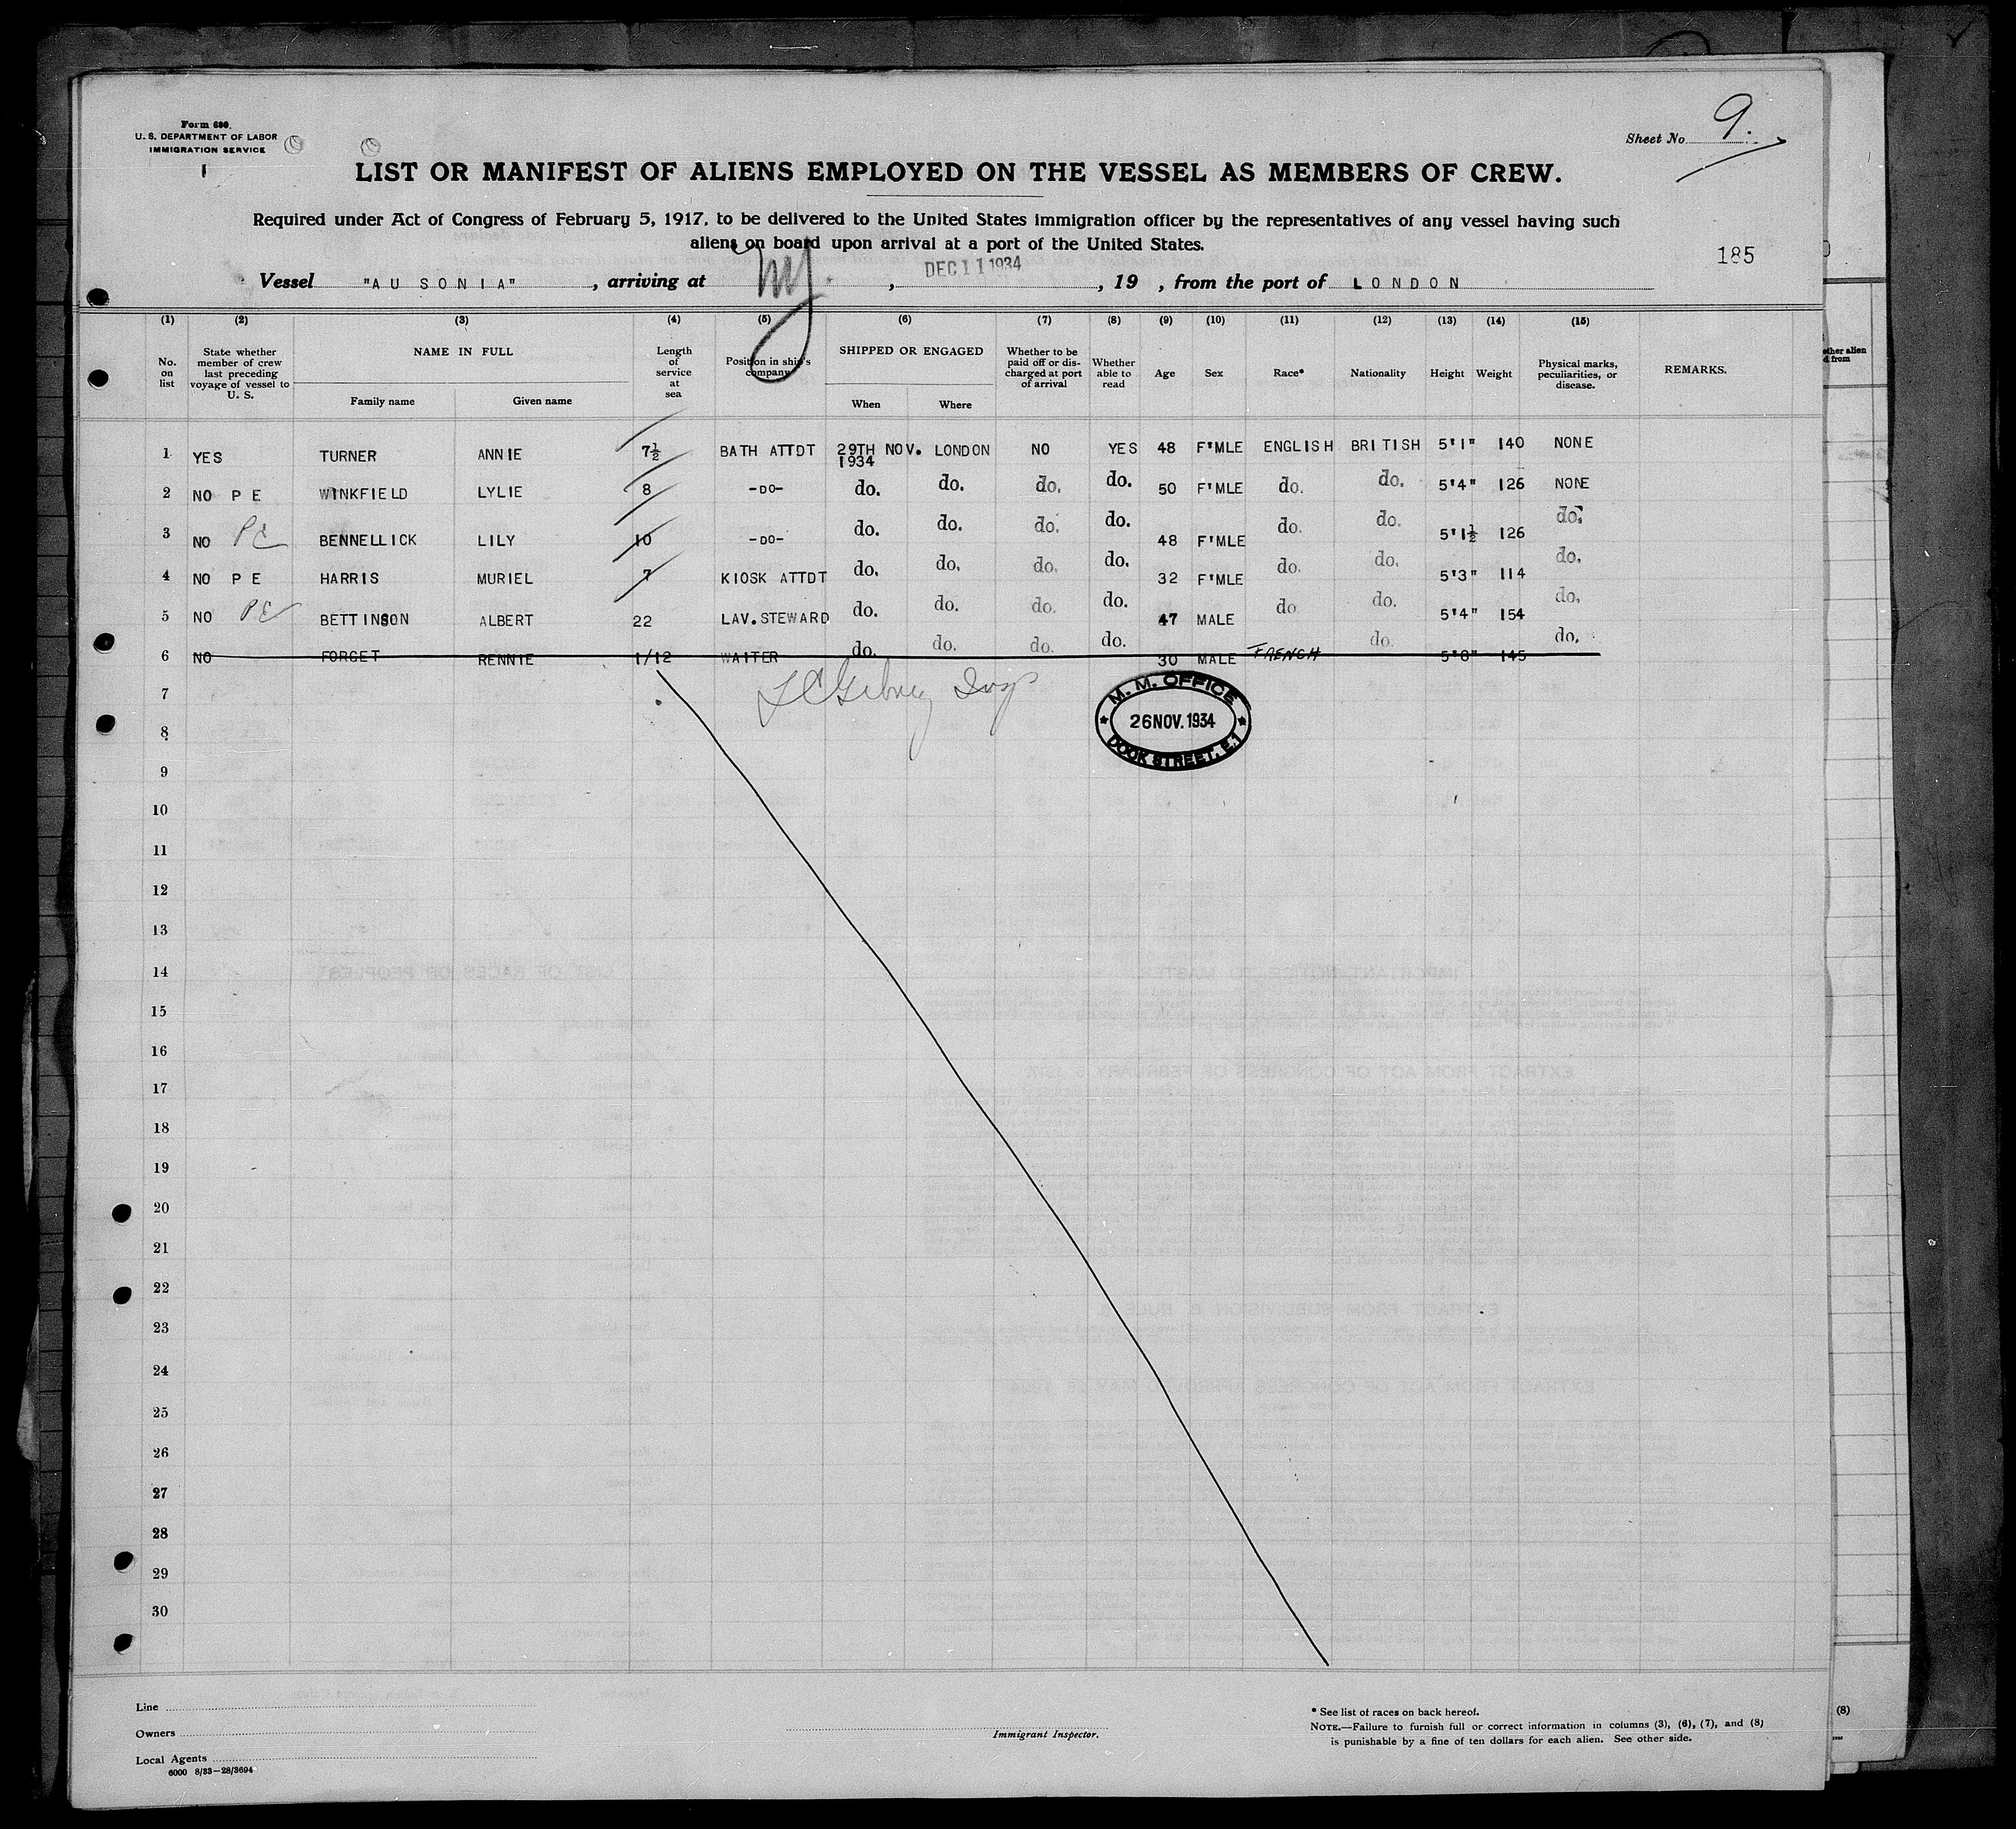 Form 680.
U. S. DEPARTMENT OF LABOR
IMMIGRATION SERVICE
Sheet No. 9.
LIST OR MANIFEST OF ALIENS EMPLOYED ON THE VESSEL AS MEMBERS OF CREW.
Required under Act of Congress of February 5, 1917, to be delivered to the United States immigration officer by the representatives of any vessel having such
aliens on board upon arrival at a port of the United States.
185
Vessel "AUSONIA", arriving at NY., DEC 11 1934, 19 , from the port of LONDON
(1) (2) (3) (4) (5) (6) (7) (8) (9) (10) (11) (12) (13) (14) (15)
No. on list
State whether member of crew last preceding voyage of vessel to U. S.
NAME IN FULL
Family name Given name
Length of service at sea
Position in ship's company
SHIPPED OR ENGAGED
When Where
Whether to be paid off or discharged at port of arrival
Whether able to read
Age Sex Race* Nationality Height Weight
Physical marks, peculiarities, or disease.
REMARKS.
1 YES TURNER ANNIE 7½ BATH ATTDT 29TH NOV. 1934 LONDON NO YES 48 F'MLE ENGLISH BRITISH 5'1" 140 NONE
2 NO P E WINKFIELD LYLIE 8 -DO- do. do. do. do. 50 F'MLE do. do. 5'4" 126 NONE
3 NO PE BENNELLICK LILY 10 -DO- do. do. do. do. 48 F'MLE do. do. 5'1½ 126 do.
4 NO P E HARRIS MURIEL 7 KIOSK ATTDT do. do. do. do. 32 F'MLE do. do. 5'3" 114 do.
5 NO PE BETTINSON ALBERT 22 LAV.STEWARD do. do. do. do. 47 MALE do. do. 5'4" 154 do.
6 NO FORGET RENNIE 1/12 WAITER do. do. do. do. 30 MALE FRENCH do. 5'8" 145 do.
7
8
9
10
11
12
13
14
15
16
17
18
19
20
21
22
23
24
25
26
27
28
29
30
M. M. OFFICE
26 NOV. 1934
DOCK STREET. E.1
Line
Owners
Local Agents
6000 8/33—28/3694
Immigrant Inspector.
* See list of races on back hereof.
NOTE.—Failure to furnish full or correct information in columns (3), (6), (7), and (8)
is punishable by a fine of ten dollars for each alien. See other side.
(8)